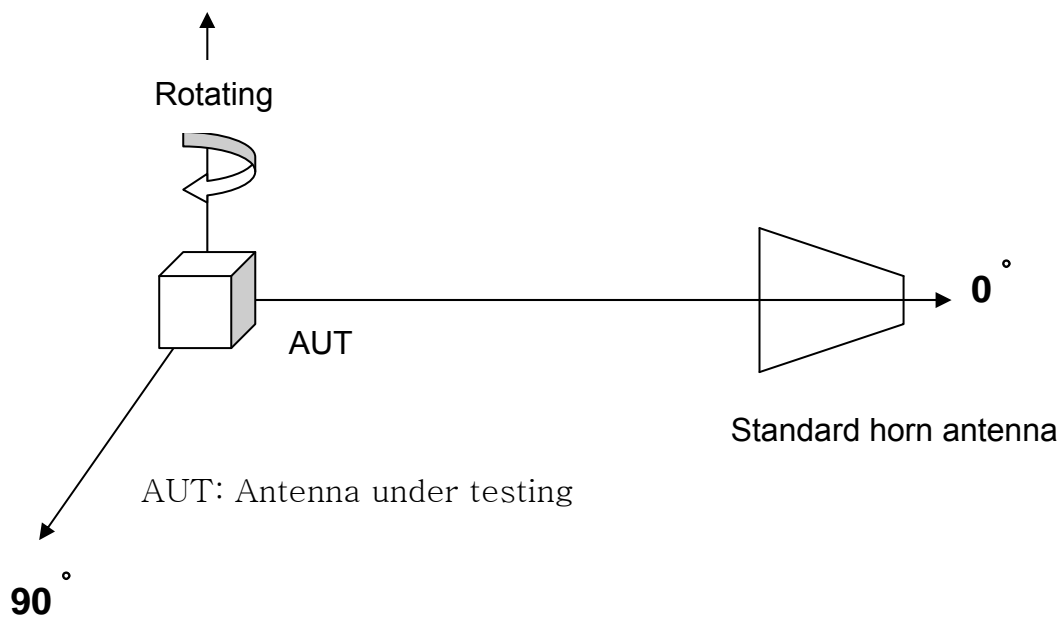 Rotating
0°
AUT
Standard horn antenna
AUT: Antenna under testing
90°